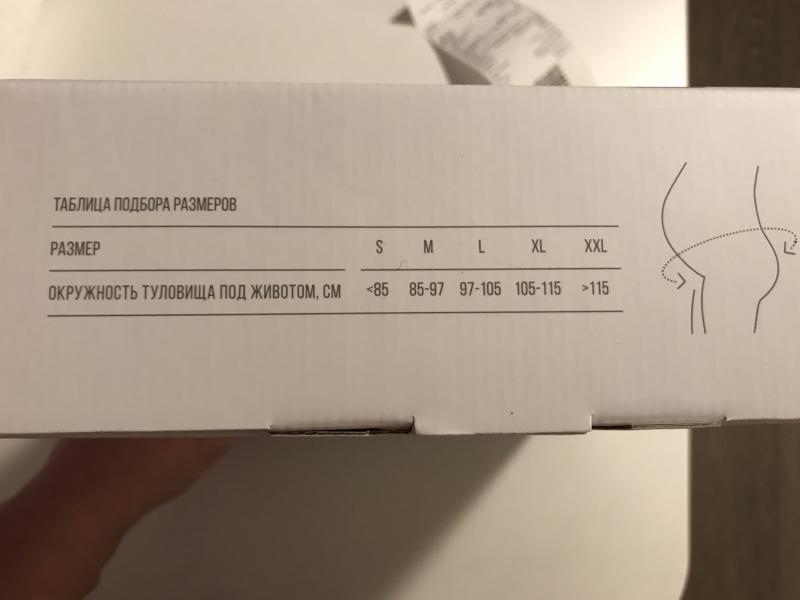 ТАБЛИЦА ПОДБОРА РАЗМЕРОВ
РАЗМЕР S M L XL XXL
ОКРУЖНОСТЬ ТУЛОВИЩА ПОД ЖИВОТОМ, СМ <85 85-97 97-105 105-115 >115